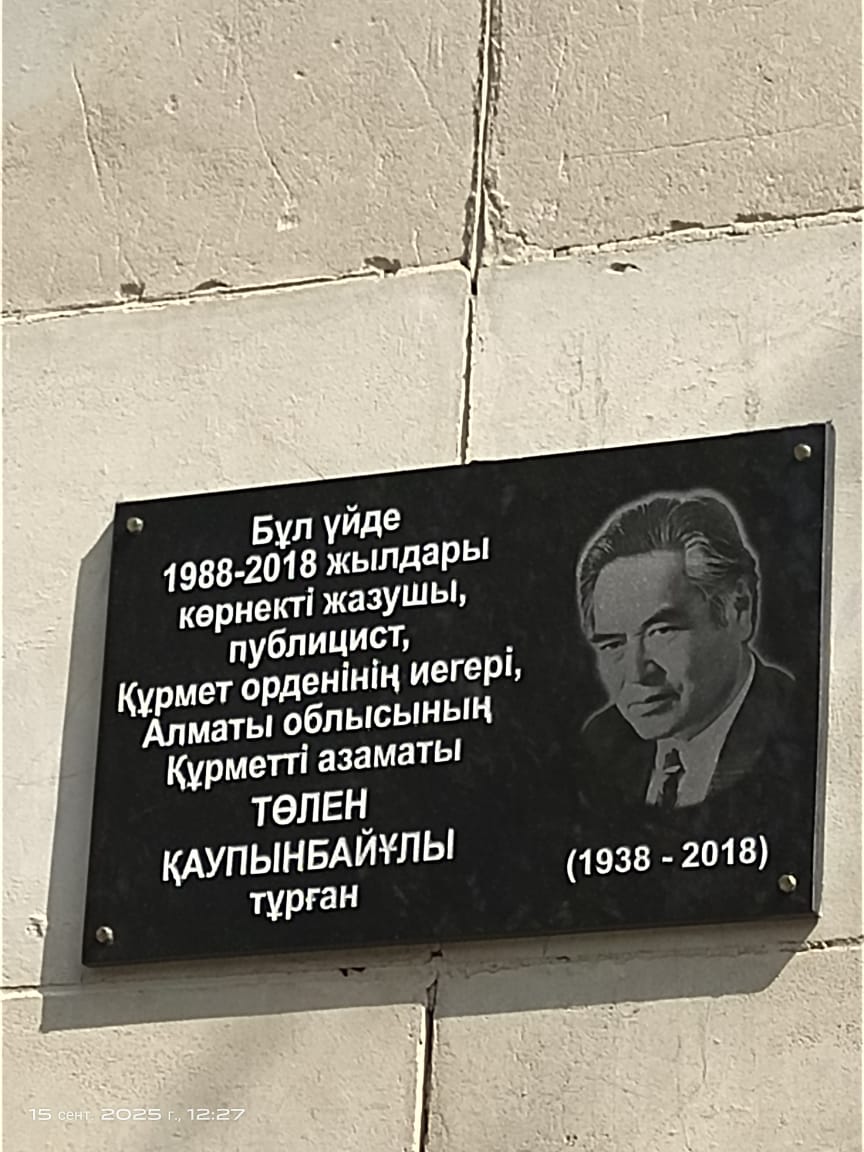 Бұл үйде
1988-2018 жылдары
көрнекті жазушы,
публицист,
Құрмет орденінің иегері,
Алматы облысының
Құрметті азаматы
ТӨЛЕН
ҚАУПЫНБАЙҰЛЫ
тұрған
(1938 - 2018)
15 сент. 2025 г., 12:27